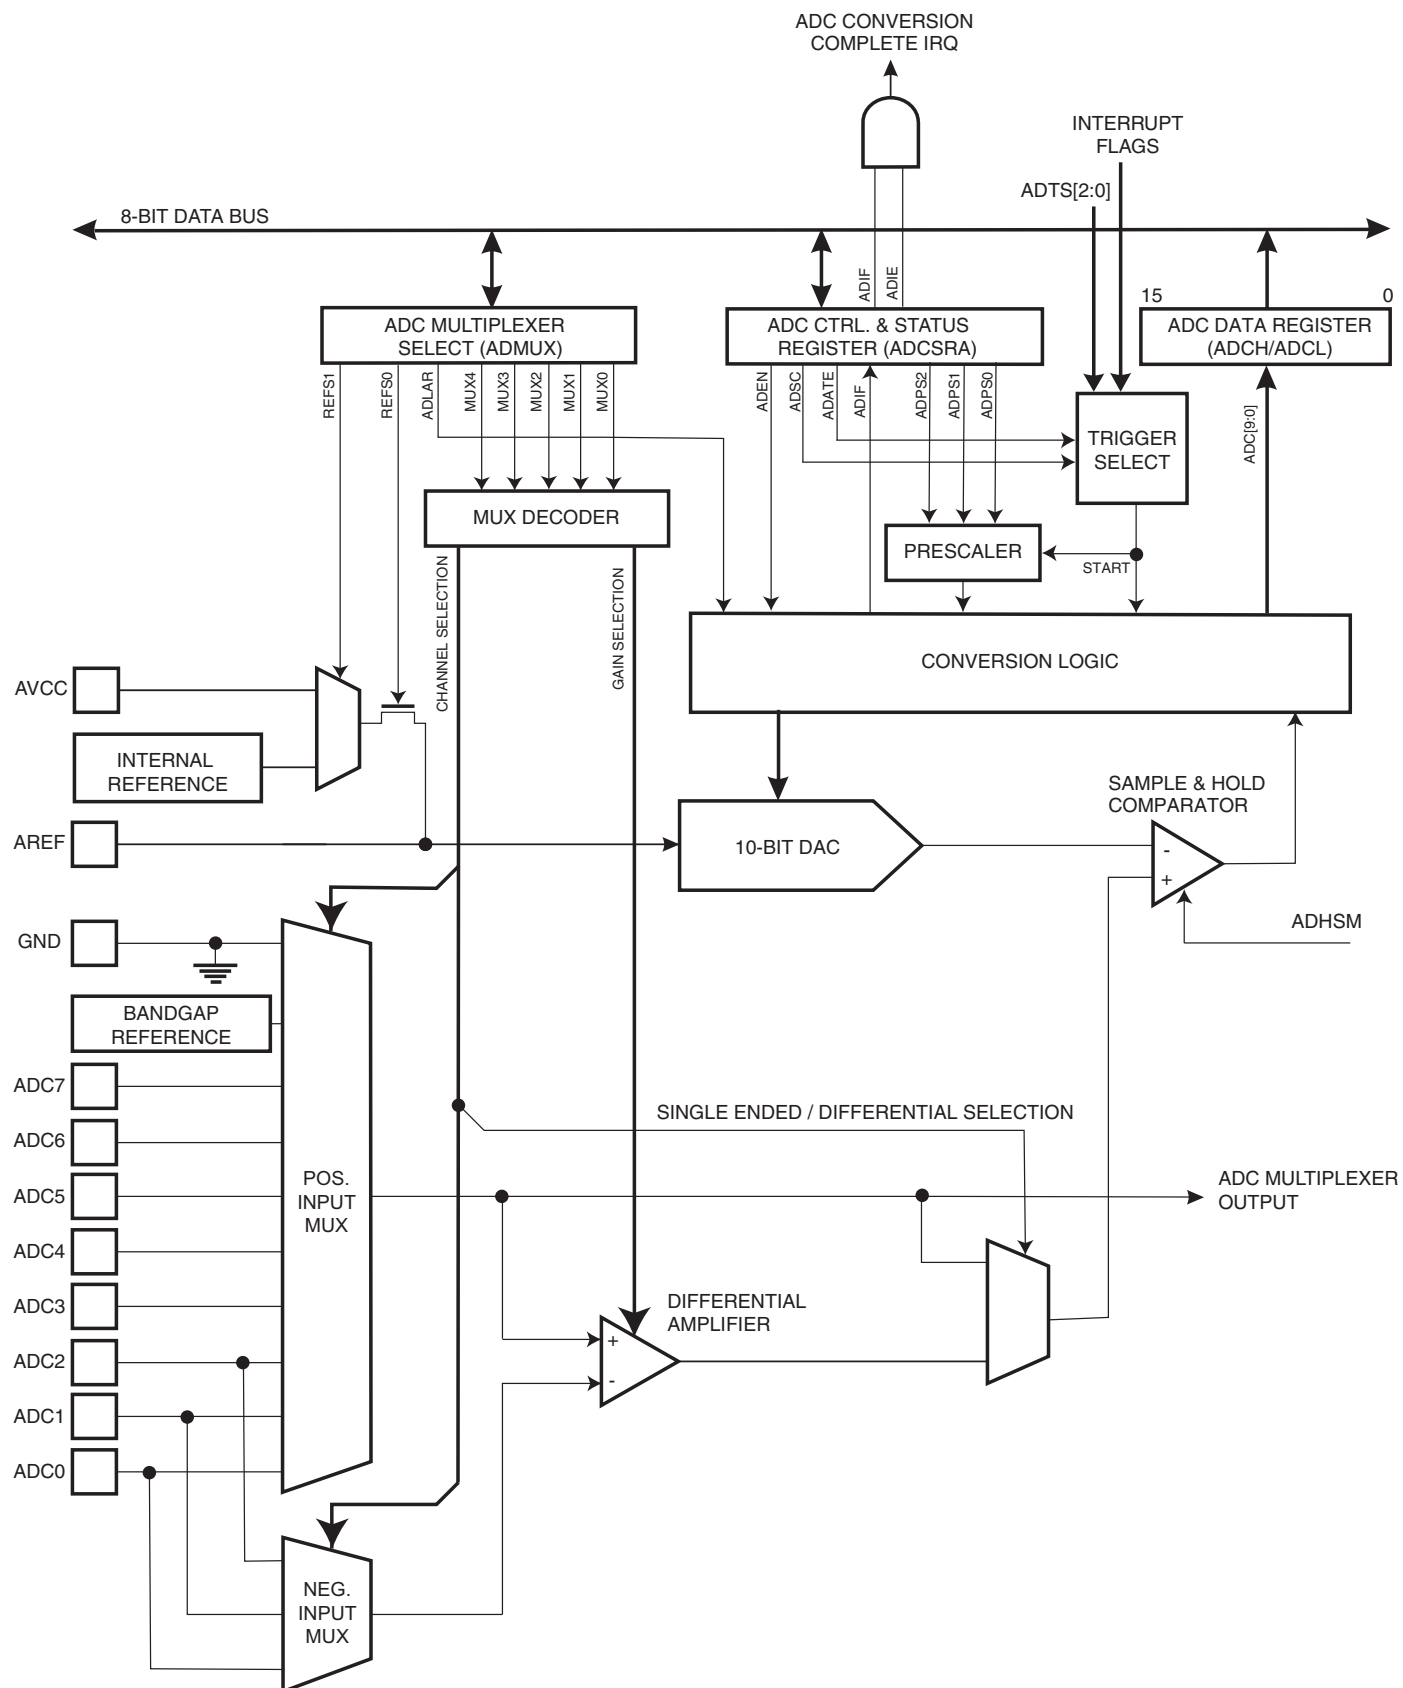 ADC CONVERSION
COMPLETE IRQ
INTERRUPT
FLAGS
ADTS[2:0]
8-BIT DATA BUS
ADIF
ADIE
15
0
ADC MULTIPLEXER
SELECT (ADMUX)
ADC CTRL. & STATUS
REGISTER (ADCSRA)
ADC DATA REGISTER
(ADCH/ADCL)
REFS1
REFS0
ADLAR
MUX4
MUX3
MUX2
MUX1
MUX0
ADEN
ADSC
ADATE
ADIF
ADPS2
ADPS1
ADPS0
ADC[9:0]
TRIGGER
SELECT
MUX DECODER
PRESCALER
START
CHANNEL SELECTION
GAIN SELECTION
CONVERSION LOGIC
AVCC
INTERNAL
REFERENCE
SAMPLE & HOLD
COMPARATOR
AREF
10-BIT DAC
-
+
ADHSM
GND
BANDGAP
REFERENCE
ADC7
ADC6
ADC5
ADC4
ADC3
ADC2
ADC1
ADC0
SINGLE ENDED / DIFFERENTIAL SELECTION
POS.
INPUT
MUX
ADC MULTIPLEXER
OUTPUT
DIFFERENTIAL
AMPLIFIER
+
-
NEG.
INPUT
MUX